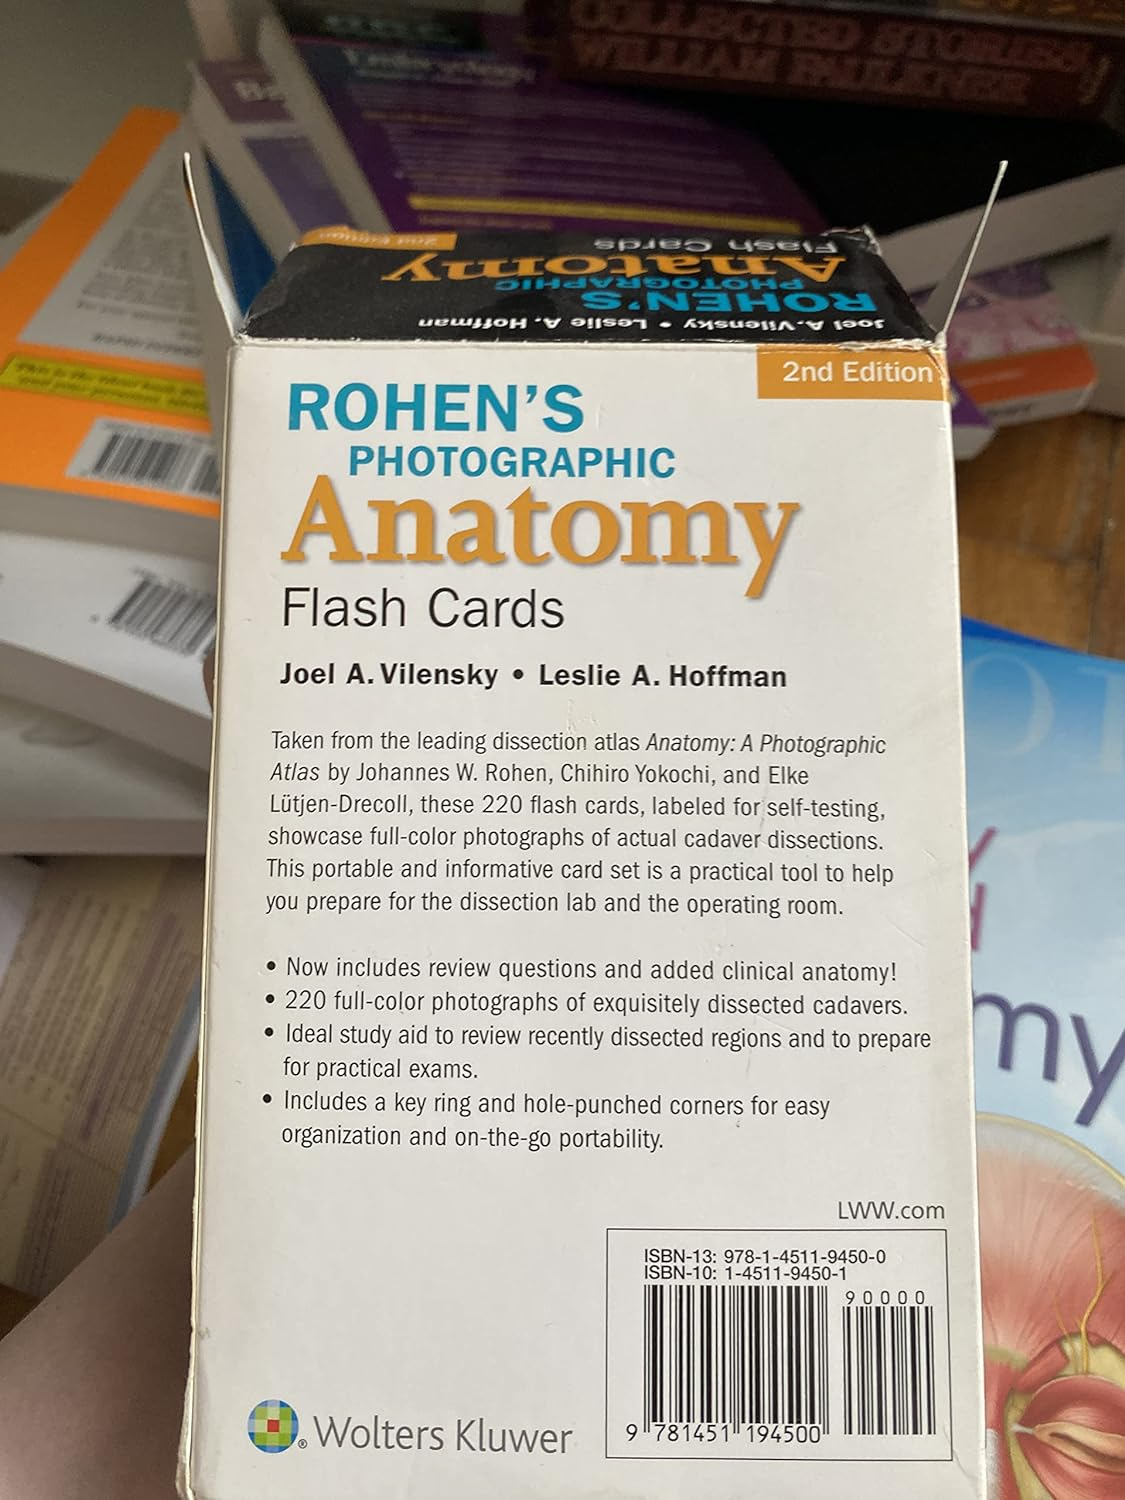 COLLECTED STORIES
WILLIAM FAULKNER
Embryology
2nd Edition
Flash Cards
Anatomy
PHOTOGRAPHIC
ROHEN'S
Joel A. Vilensky • Leslie A. Hoffman
2nd Edition
ROHEN'S
PHOTOGRAPHIC
Anatomy
Flash Cards
Joel A. Vilensky • Leslie A. Hoffman
Taken from the leading dissection atlas Anatomy: A Photographic
Atlas by Johannes W. Rohen, Chihiro Yokochi, and Elke
Lütjen-Drecoll, these 220 flash cards, labeled for self-testing,
showcase full-color photographs of actual cadaver dissections.
This portable and informative card set is a practical tool to help
you prepare for the dissection lab and the operating room.
• Now includes review questions and added clinical anatomy!
• 220 full-color photographs of exquisitely dissected cadavers.
• Ideal study aid to review recently dissected regions and to prepare
for practical exams.
• Includes a key ring and hole-punched corners for easy
organization and on-the-go portability.
LWW.com
ISBN-13: 978-1-4511-9450-0
ISBN-10: 1-4511-9450-1
90000
9 781451 194500
Wolters Kluwer
my